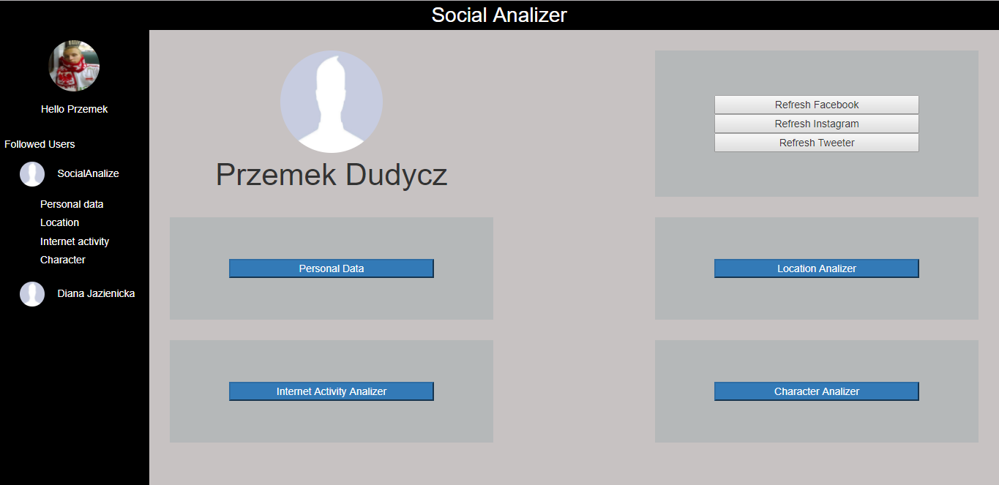 Social Analizer
Hello Przemek
Followed Users
SocialAnalize
Personal data
Location
Internet activity
Character
Diana Jazienicka
Przemek Dudycz
Refresh Facebook
Refresh Instagram
Refresh Tweeter
Personal Data
Location Analizer
Internet Activity Analizer
Character Analizer